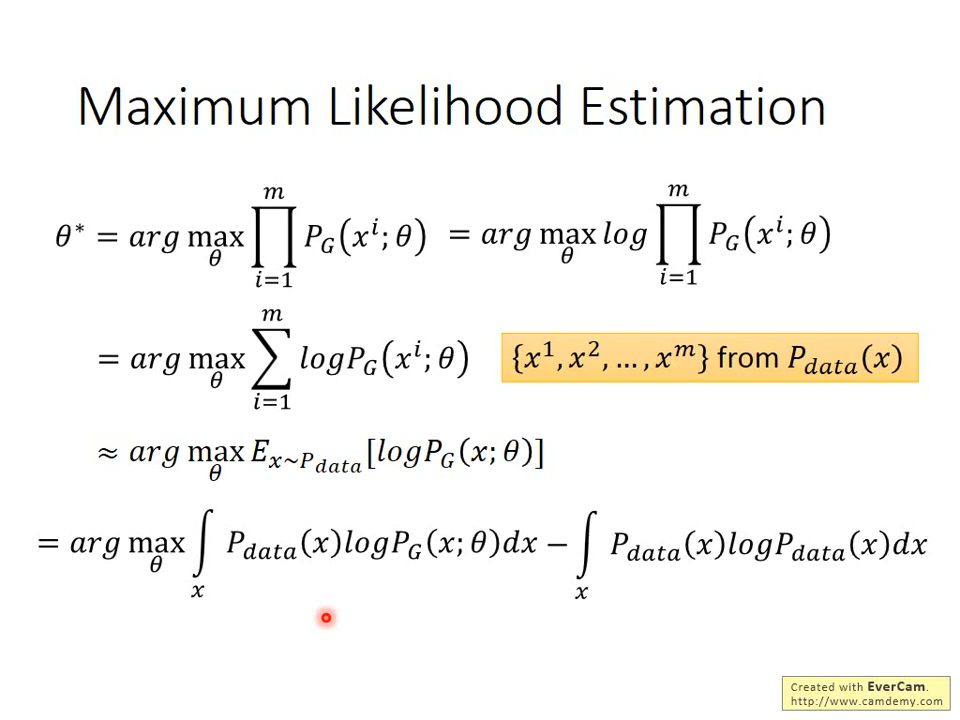 Maximum Likelihood Estimation
θ* = arg max_θ ∏_{i=1}^{m} P_G(x^i; θ) = arg max_θ log ∏_{i=1}^{m} P_G(x^i; θ)
= arg max_θ ∑_{i=1}^{m} logP_G(x^i; θ) {x^1, x^2, …, x^m} from P_data(x)
≈ arg max_θ E_{x~P_data}[logP_G(x; θ)]
= arg max_θ ∫_x P_data(x)logP_G(x; θ)dx − ∫_x P_data(x)logP_data(x)dx
Created with EverCam.
http://www.camdemy.com